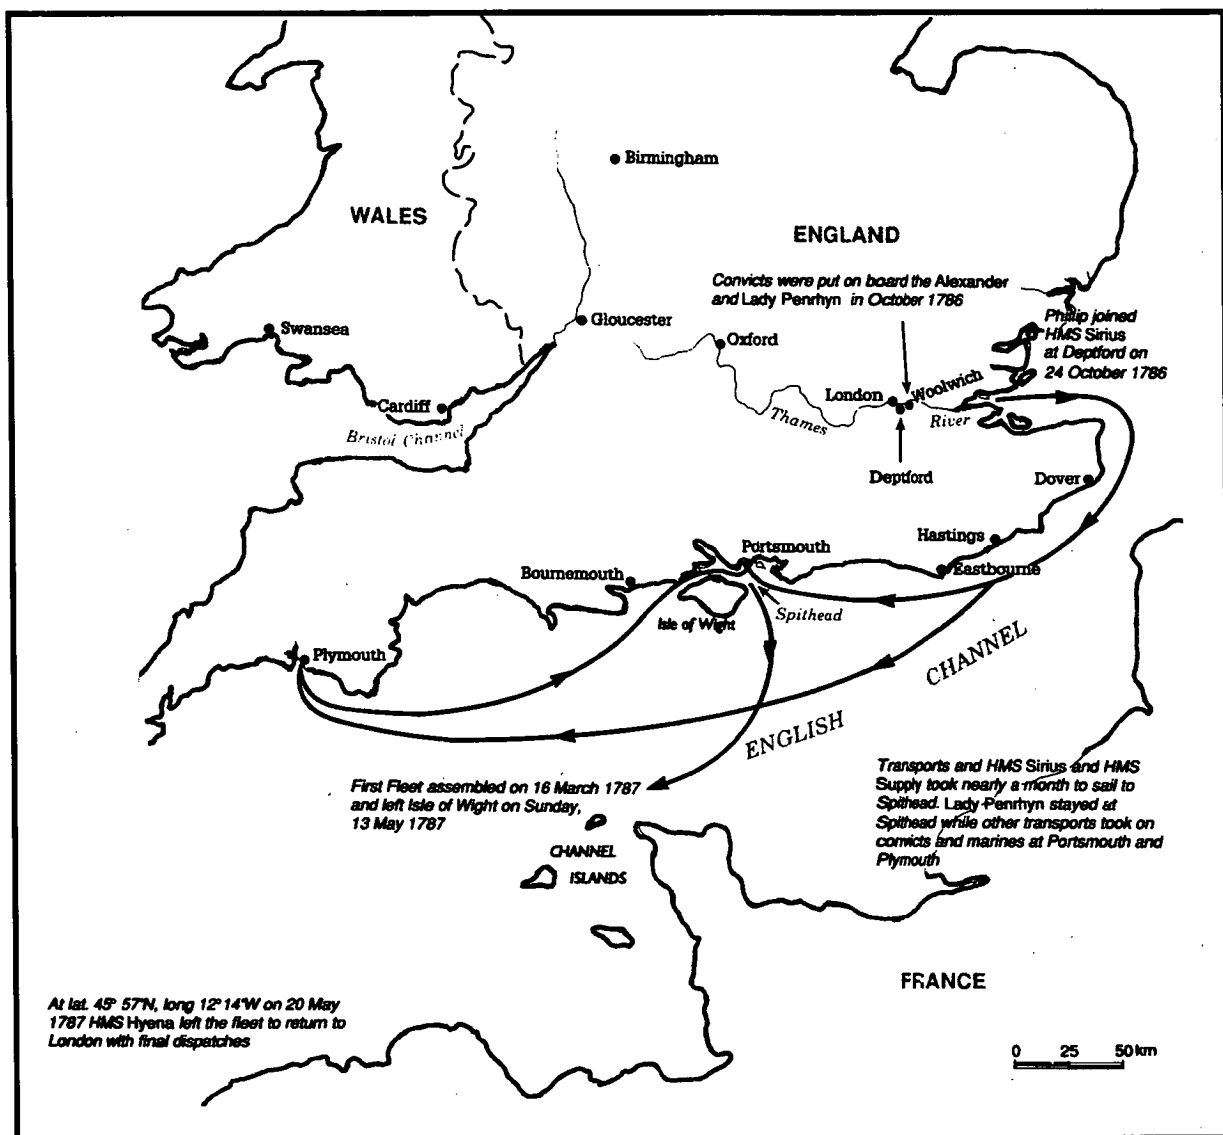 Birmingham
WALES
ENGLAND
Convicts were put on board the Alexander
and Lady Penrhyn in October 1786
Gloucester
Swansea
Oxford
Phillip joined
HMS Sirius
at Deptford on
24 October 1786
Cardiff
London
Woolwich
Bristol Channel
Thames
River
Deptford
Dover
Hastings
Portsmouth
Eastbourne
Bournemouth
Spithead
Isle of Wight
Plymouth
CHANNEL
ENGLISH
Transports and HMS Sirius and HMS
Supply took nearly a month to sail to
Spithead. Lady Penrhyn stayed at
Spithead while other transports took on
convicts and marines at Portsmouth and
Plymouth
First Fleet assembled on 16 March 1787
and left Isle of Wight on Sunday,
13 May 1787
CHANNEL
ISLANDS
FRANCE
At lat. 45° 57'N, long 12° 14'W on 20 May
1787 HMS Hyena left the fleet to return to
London with final dispatches
0 25 50 km